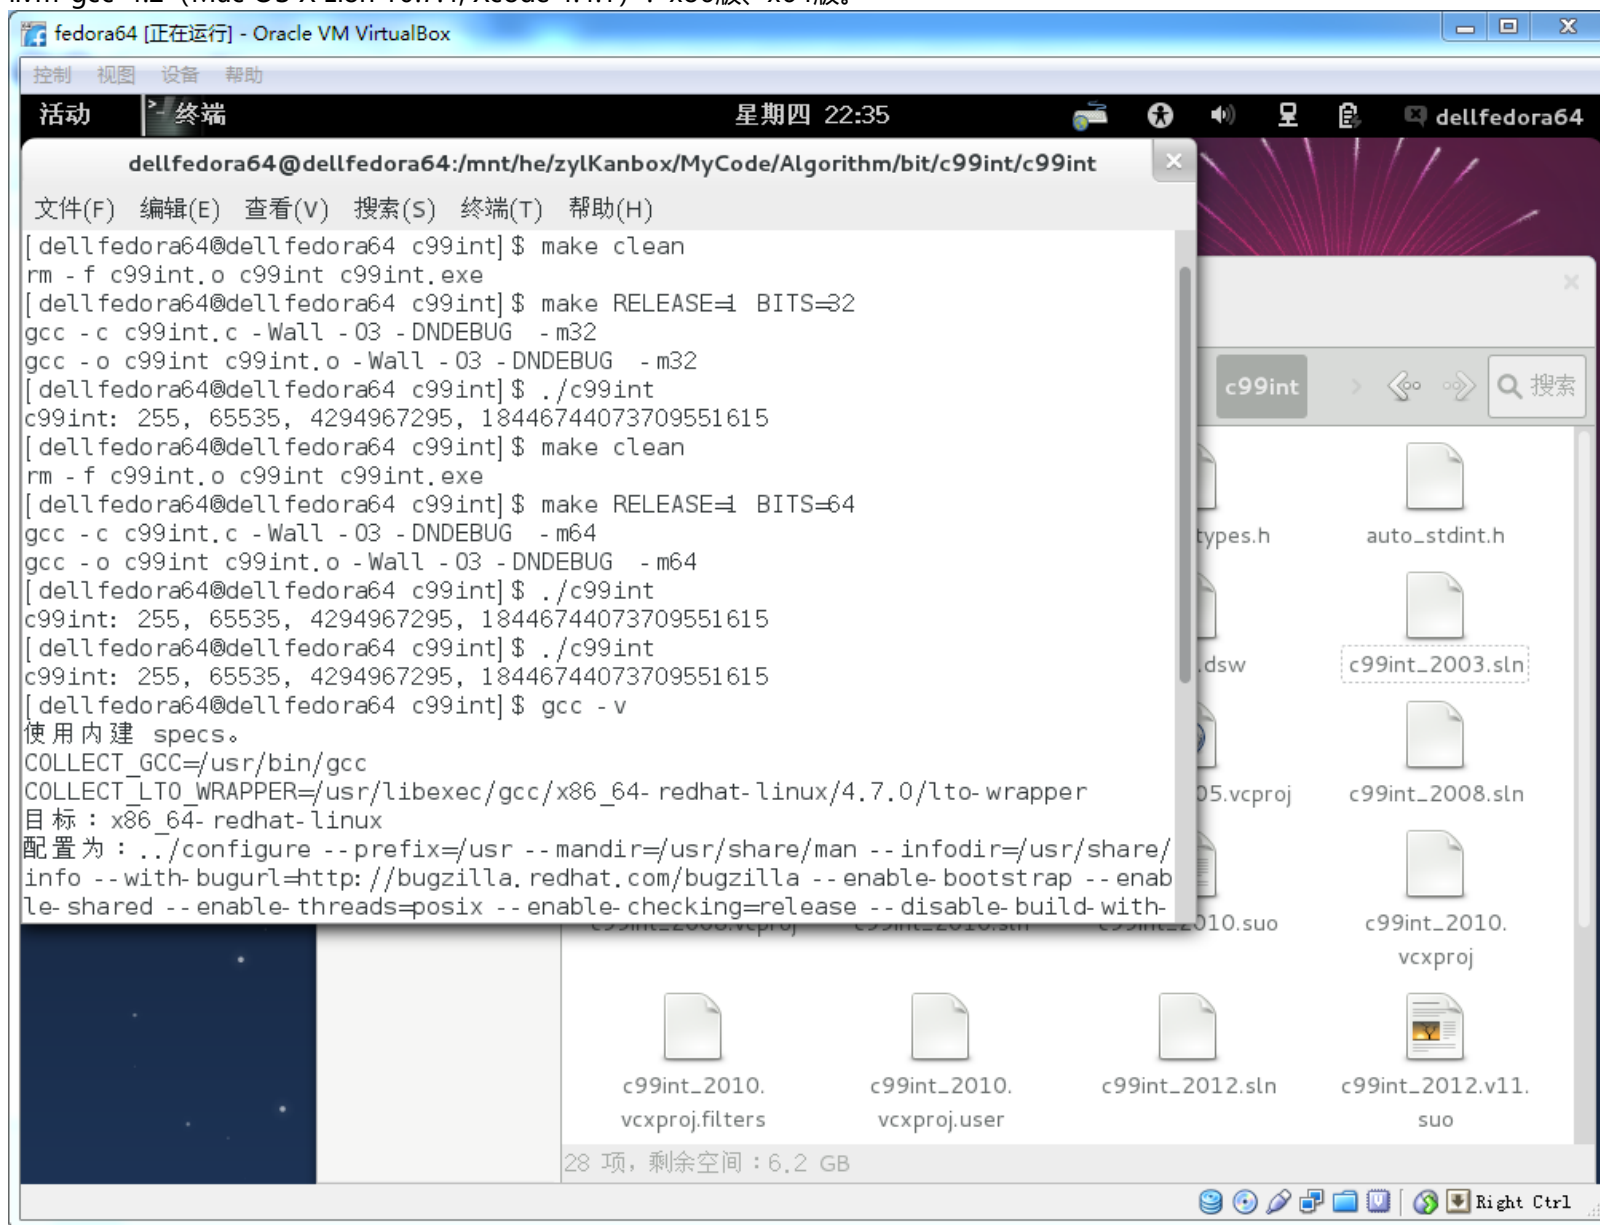 fedora64 [正在运行] - Oracle VM VirtualBox
控制 视图 设备 帮助
活动 终端 星期四 22:35 dellfedora64
dellfedora64@dellfedora64:/mnt/he/zylKanbox/MyCode/Algorithm/bit/c99int/c99int
文件(F) 编辑(E) 查看(V) 搜索(S) 终端(T) 帮助(H)
[dellfedora64@dellfedora64 c99int]$ make clean
rm -f c99int.o c99int c99int.exe
[dellfedora64@dellfedora64 c99int]$ make RELEASE=1 BITS=32
gcc -c c99int.c -Wall -O3 -DNDEBUG  -m32
gcc -o c99int c99int.o -Wall -O3 -DNDEBUG  -m32
[dellfedora64@dellfedora64 c99int]$ ./c99int
c99int: 255, 65535, 4294967295, 18446744073709551615
[dellfedora64@dellfedora64 c99int]$ make clean
rm -f c99int.o c99int c99int.exe
[dellfedora64@dellfedora64 c99int]$ make RELEASE=1 BITS=64
gcc -c c99int.c -Wall -O3 -DNDEBUG  -m64
gcc -o c99int c99int.o -Wall -O3 -DNDEBUG  -m64
[dellfedora64@dellfedora64 c99int]$ ./c99int
c99int: 255, 65535, 4294967295, 18446744073709551615
[dellfedora64@dellfedora64 c99int]$ ./c99int
c99int: 255, 65535, 4294967295, 18446744073709551615
[dellfedora64@dellfedora64 c99int]$ gcc -v
使用内建 specs。
COLLECT_GCC=/usr/bin/gcc
COLLECT_LTO_WRAPPER=/usr/libexec/gcc/x86_64-redhat-linux/4.7.0/lto-wrapper
目标：x86_64-redhat-linux
配置为：../configure --prefix=/usr --mandir=/usr/share/man --infodir=/usr/share/
info --with-bugurl=http://bugzilla.redhat.com/bugzilla --enable-bootstrap --enab
le-shared --enable-threads=posix --enable-checking=release --disable-build-with-
c99int 搜索
types.h auto_stdint.h
.dsw c99int_2003.sln
05.vcproj c99int_2008.sln
c99int_2008.vcproj c99int_2010.sln c99int_2010.suo c99int_2010.
vcxproj
c99int_2010. c99int_2010. c99int_2012.sln c99int_2012.v11.
vcxproj.filters vcxproj.user suo
28 项，剩余空间：6.2 GB
Right Ctrl